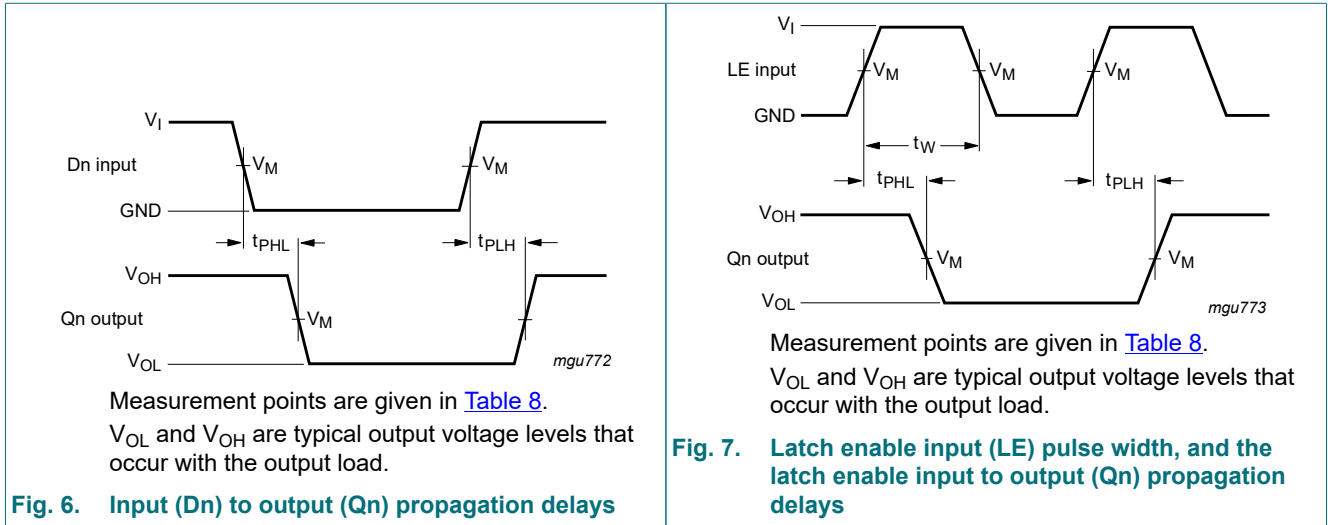 V_I
Dn input
V_M
V_M
GND
t_PHL
t_PLH
V_OH
Qn output
V_M
V_OL
mgu772
Measurement points are given in Table 8.
V_OL and V_OH are typical output voltage levels that
occur with the output load.
Fig. 6. Input (Dn) to output (Qn) propagation delays
V_I
LE input
V_M
V_M
V_M
GND
t_W
t_PHL
t_PLH
V_OH
Qn output
V_M
V_M
V_OL
mgu773
Measurement points are given in Table 8.
V_OL and V_OH are typical output voltage levels that
occur with the output load.
Fig. 7. Latch enable input (LE) pulse width, and the
latch enable input to output (Qn) propagation
delays